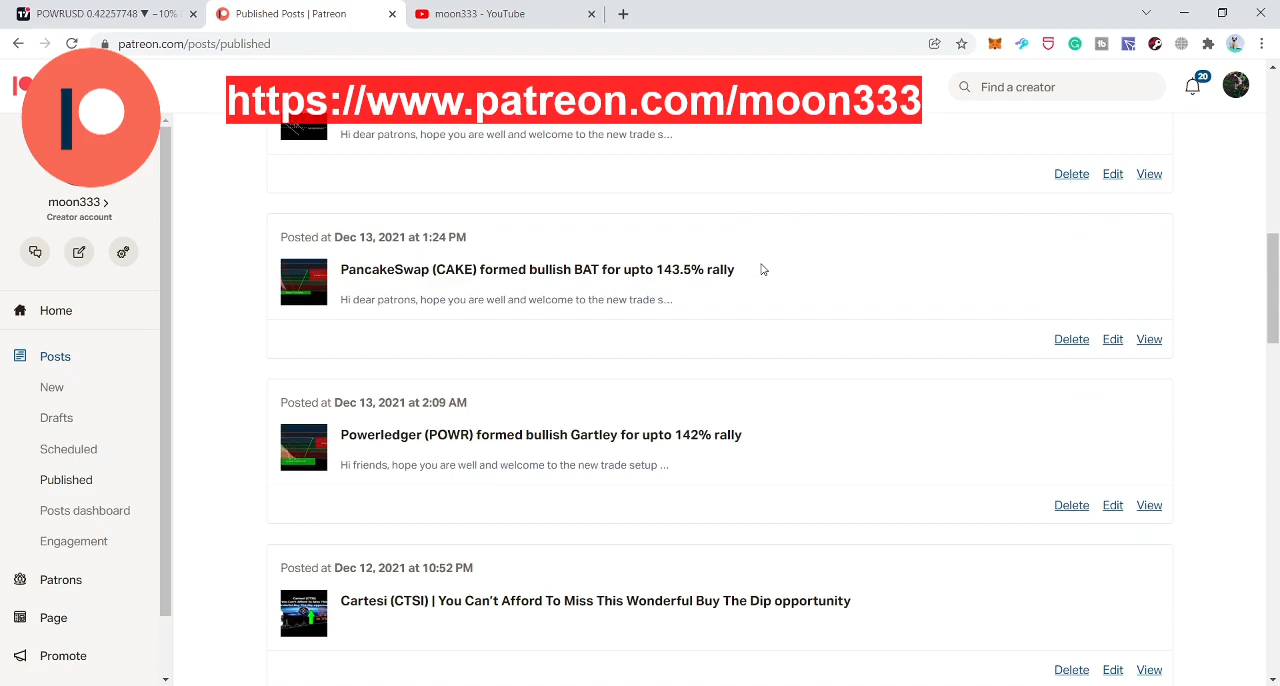 POWRUSD 0.42257748 ▼ −10%
Published Posts | Patreon
moon333 - YouTube
patreon.com/posts/published
https://www.patreon.com/moon333
Find a creator
20
Hi dear patrons, hope you are well and welcome to the new trade s...
Delete Edit View
moon333
Creator account
Home
Posts
New
Drafts
Scheduled
Published
Posts dashboard
Engagement
Patrons
Page
Promote
Posted at Dec 13, 2021 at 1:24 PM
PancakeSwap (CAKE) formed bullish BAT for upto 143.5% rally
Hi dear patrons, hope you are well and welcome to the new trade s...
Delete Edit View
Posted at Dec 13, 2021 at 2:09 AM
Powerledger (POWR) formed bullish Gartley for upto 142% rally
Hi friends, hope you are well and welcome to the new trade setup ...
Delete Edit View
Posted at Dec 12, 2021 at 10:52 PM
Cartesi (CTSI)
Cartesi (CTSI) | You Can't Afford To Miss This Wonderful Buy The Dip opportunity
Delete Edit View